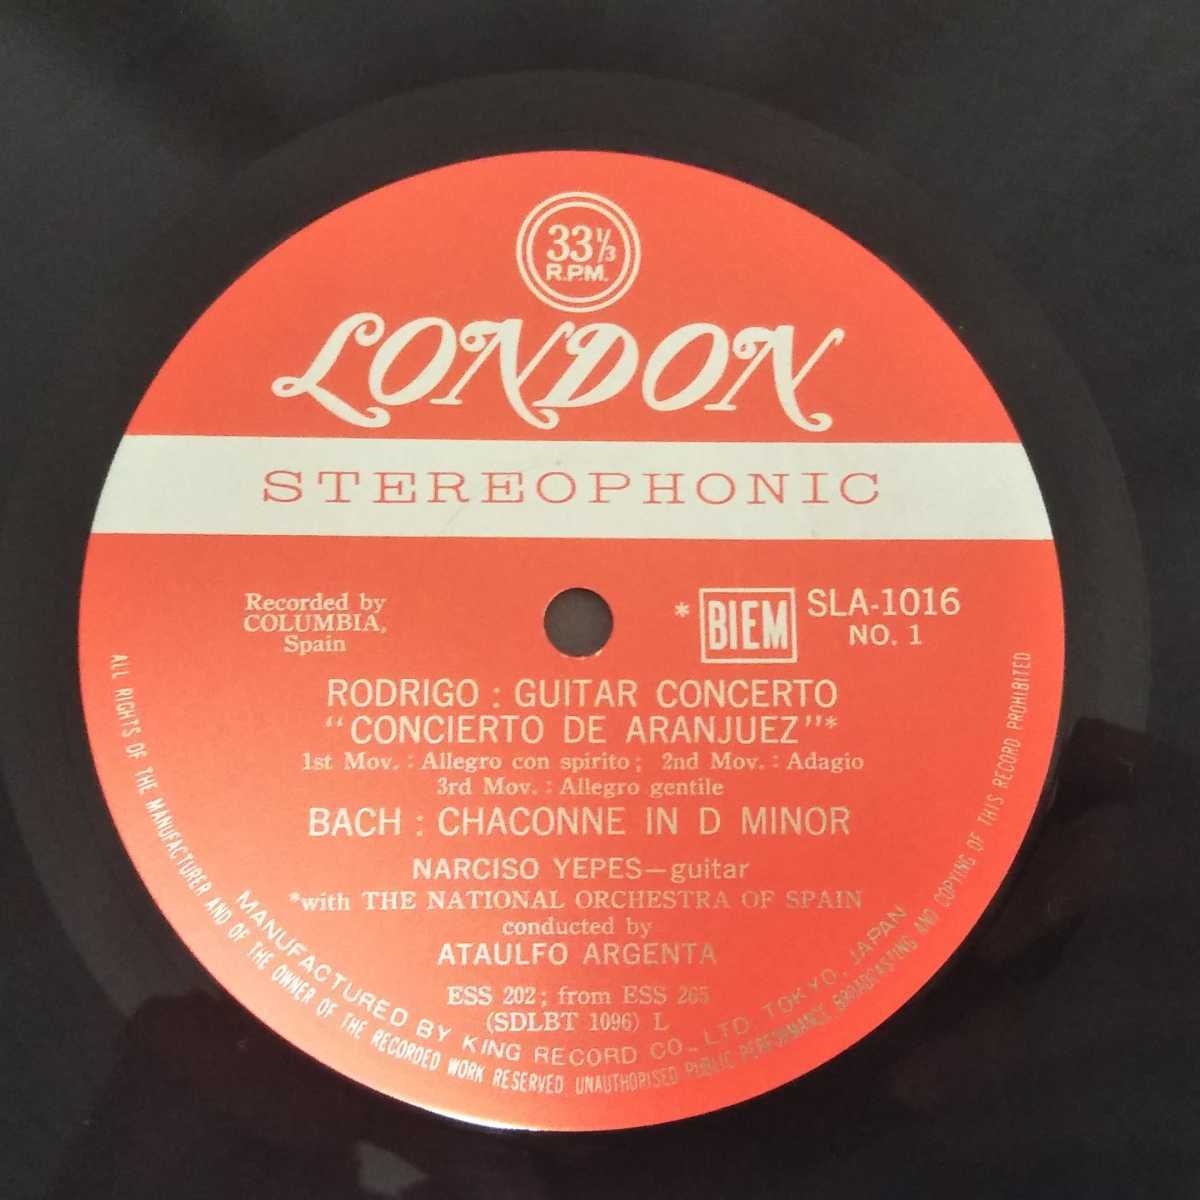 33 1/3
R.P.M.
LONDON
STEREOPHONIC
Recorded by
COLUMBIA,
Spain
* BIEM SLA-1016
NO. 1
RODRIGO : GUITAR CONCERTO
"CONCIERTO DE ARANJUEZ"*
1st Mov. : Allegro con spirito ; 2nd Mov. : Adagio
3rd Mov. : Allegro gentile
BACH : CHACONNE IN D MINOR
NARCISO YEPES—guitar
*with THE NATIONAL ORCHESTRA OF SPAIN
conducted by
ATAULFO ARGENTA
ESS 202 ; from ESS 265
(SDLBT 1096) L
MANUFACTURED BY KING RECORD CO., LTD. TOKYO, JAPAN
ALL RIGHTS OF THE MANUFACTURER AND OF THE OWNER OF THE RECORDED WORK RESERVED. UNAUTHORISED PUBLIC PERFORMANCE, BROADCASTING AND COPYING OF THIS RECORD PROHIBITED